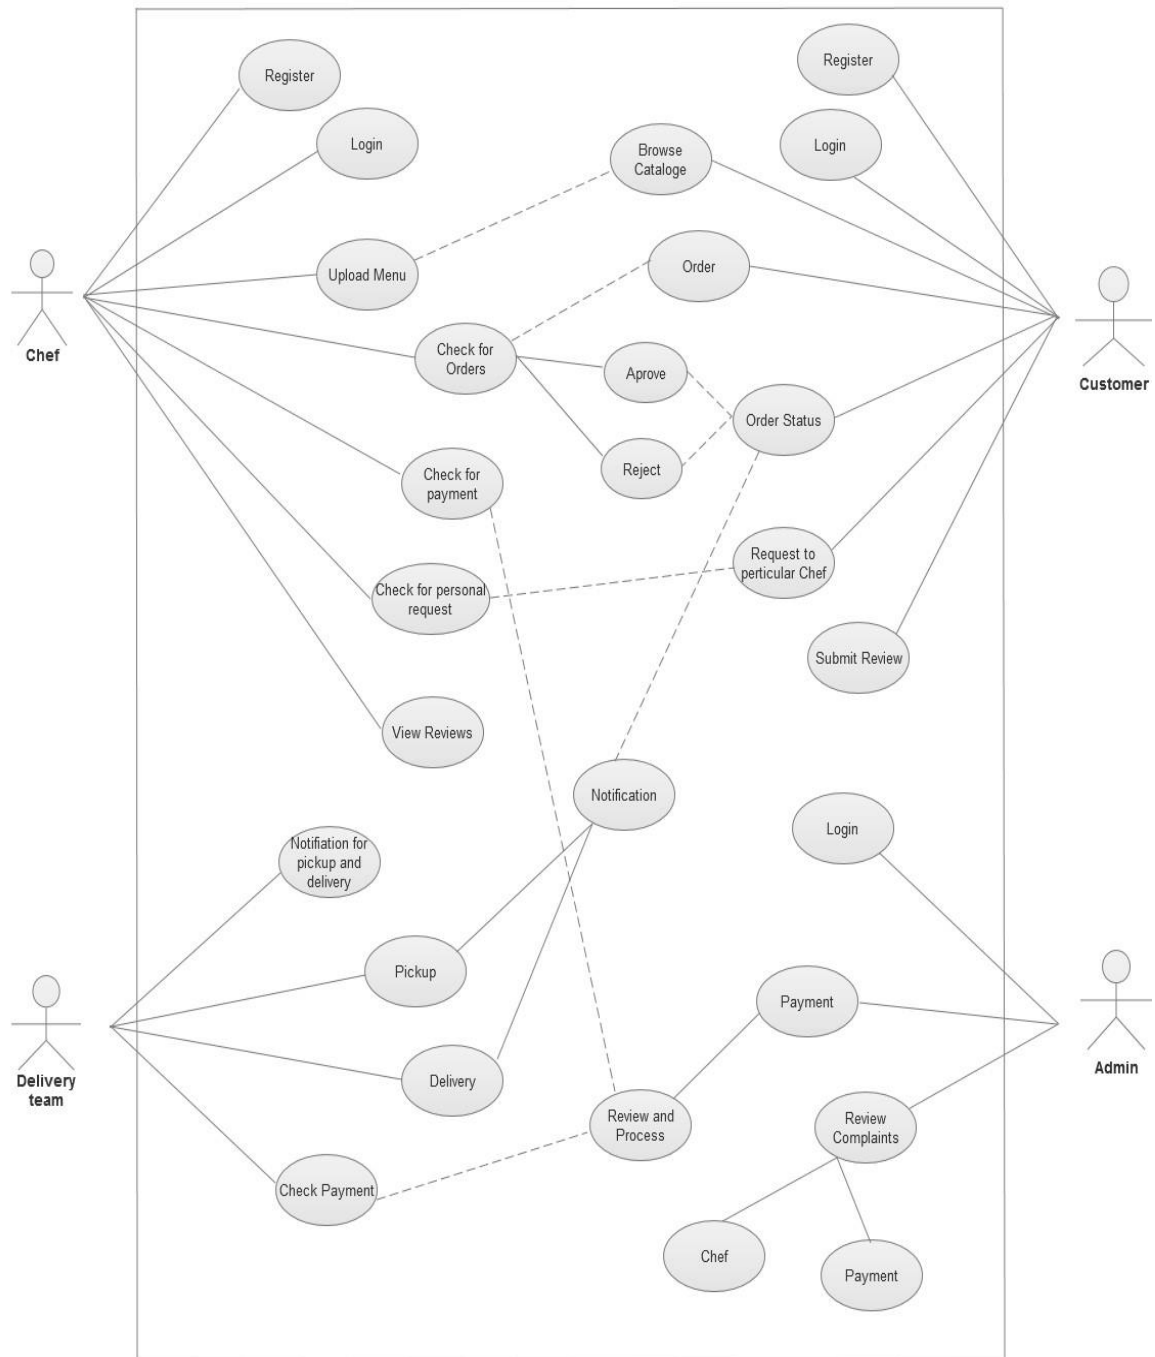 Register
Register
Login
Login
Browse
Cataloge
Upload Menu
Order
Chef
Check for
Orders
Aprove
Customer
Order Status
Reject
Check for
payment
Request to
perticular Chef
Check for personal
request
Submit Review
View Reviews
Notification
Login
Notifiation for
pickup and
delivery
Pickup
Payment
Delivery
team
Delivery
Admin
Review and
Process
Review
Complaints
Check Payment
Chef
Payment